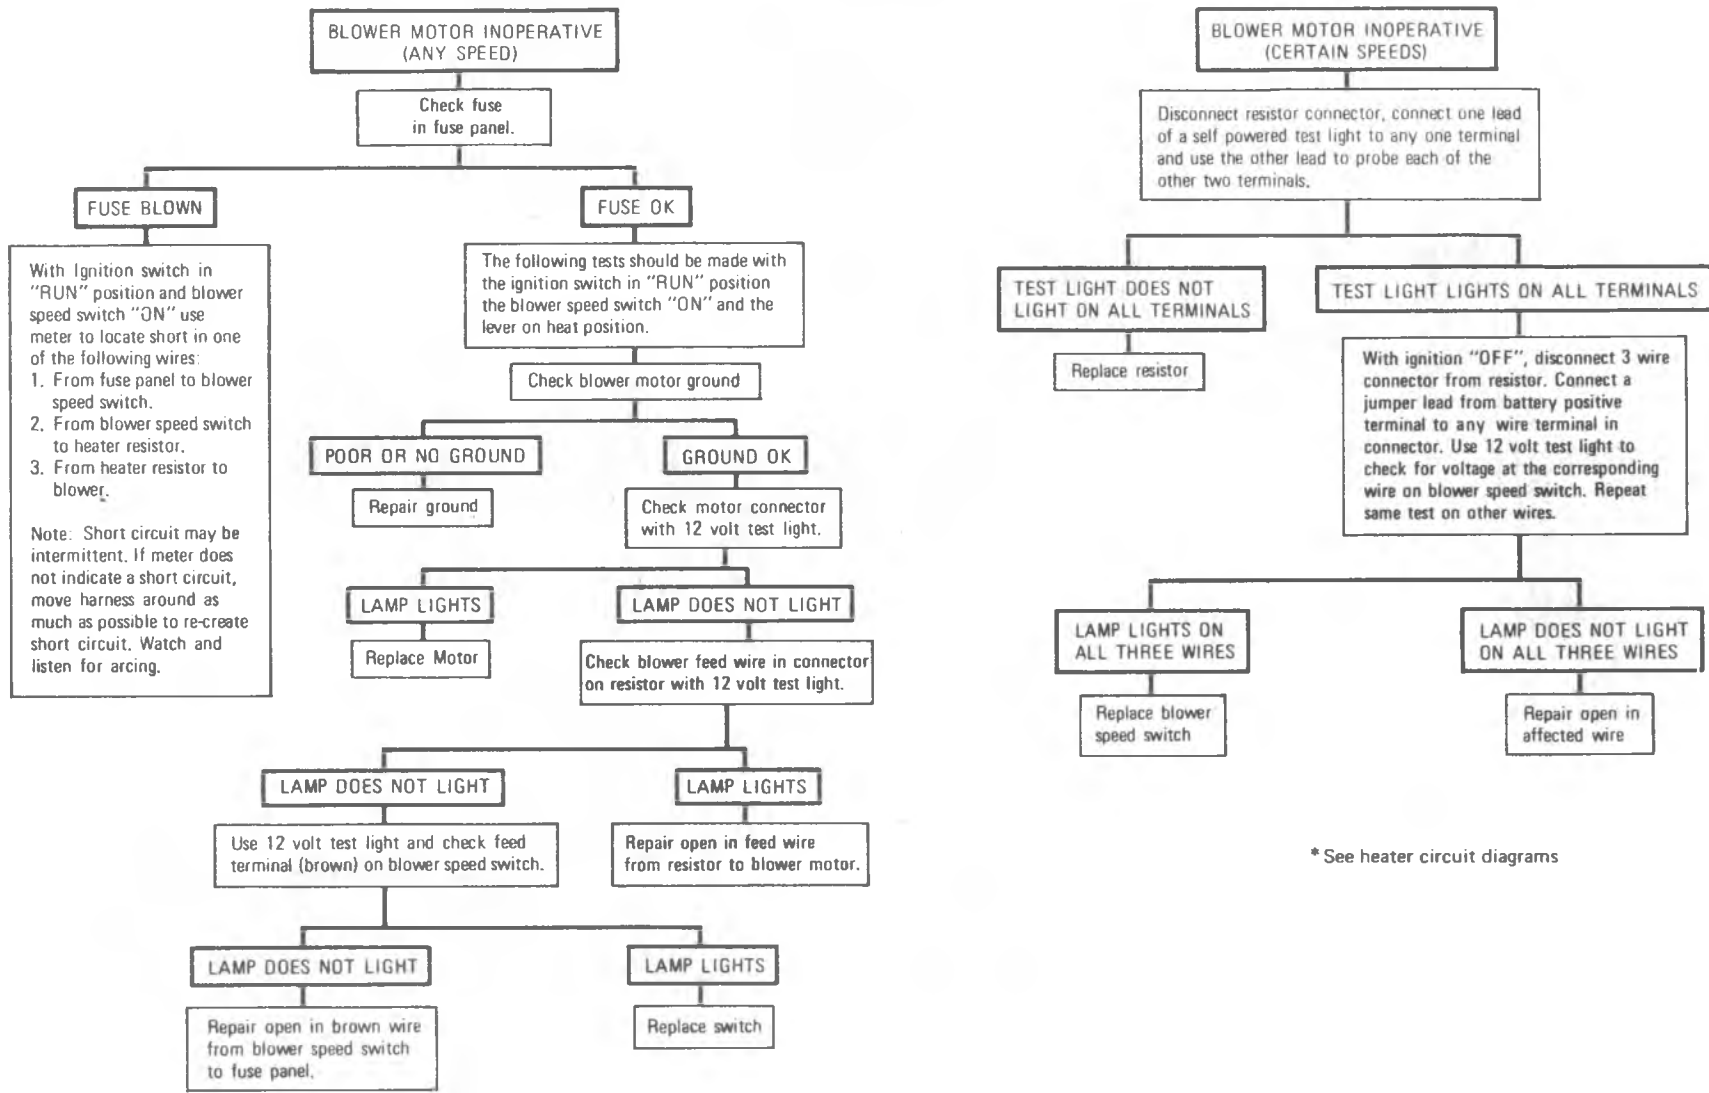 BLOWER MOTOR INOPERATIVE
(ANY SPEED)
Check fuse
in fuse panel.
FUSE BLOWN
With Ignition switch in
"RUN" position and blower
speed switch "ON" use
meter to locate short in one
of the following wires:
1. From fuse panel to blower
speed switch.
2. From blower speed switch
to heater resistor.
3. From heater resistor to
blower.
Note: Short circuit may be
intermittent. If meter does
not indicate a short circuit,
move harness around as
much as possible to re-create
short circuit. Watch and
listen for arcing.
FUSE OK
The following tests should be made with
the ignition switch in "RUN" position
the blower speed switch "ON" and the
lever on heat position.
Check blower motor ground
POOR OR NO GROUND
Repair ground
GROUND OK
Check motor connector
with 12 volt test light.
LAMP LIGHTS
Replace Motor
LAMP DOES NOT LIGHT
Check blower feed wire in connector
on resistor with 12 volt test light.
LAMP DOES NOT LIGHT
Use 12 volt test light and check feed
terminal (brown) on blower speed switch.
LAMP LIGHTS
Repair open in feed wire
from resistor to blower motor.
LAMP DOES NOT LIGHT
Repair open in brown wire
from blower speed switch
to fuse panel.
LAMP LIGHTS
Replace switch
BLOWER MOTOR INOPERATIVE
(CERTAIN SPEEDS)
Disconnect resistor connector, connect one lead
of a self powered test light to any one terminal
and use the other lead to probe each of the
other two terminals.
TEST LIGHT DOES NOT
LIGHT ON ALL TERMINALS
Replace resistor
TEST LIGHT LIGHTS ON ALL TERMINALS
With ignition "OFF", disconnect 3 wire
connector from resistor. Connect a
jumper lead from battery positive
terminal to any wire terminal in
connector. Use 12 volt test light to
check for voltage at the corresponding
wire on blower speed switch. Repeat
same test on other wires.
LAMP LIGHTS ON
ALL THREE WIRES
Replace blower
speed switch
LAMP DOES NOT LIGHT
ON ALL THREE WIRES
Repair open in
affected wire
* See heater circuit diagrams